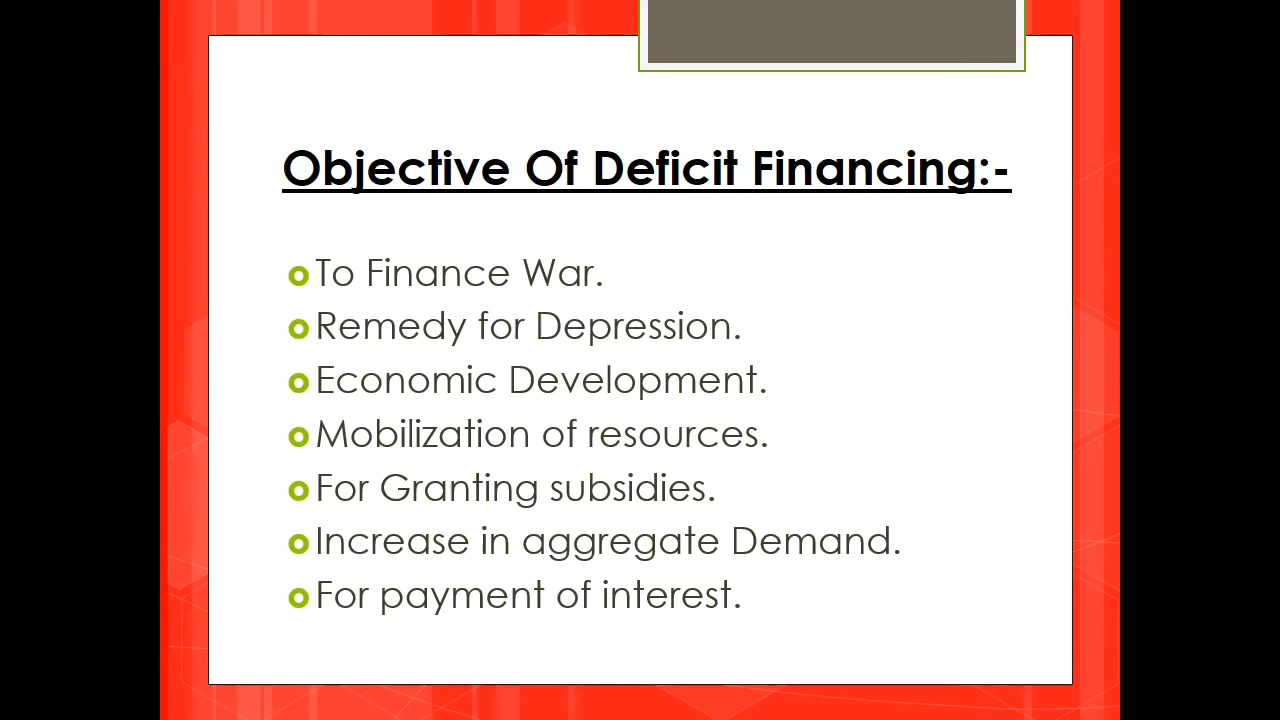 Objective Of Deficit Financing:-
To Finance War.
Remedy for Depression.
Economic Development.
Mobilization of resources.
For Granting subsidies.
Increase in aggregate Demand.
For payment of interest.